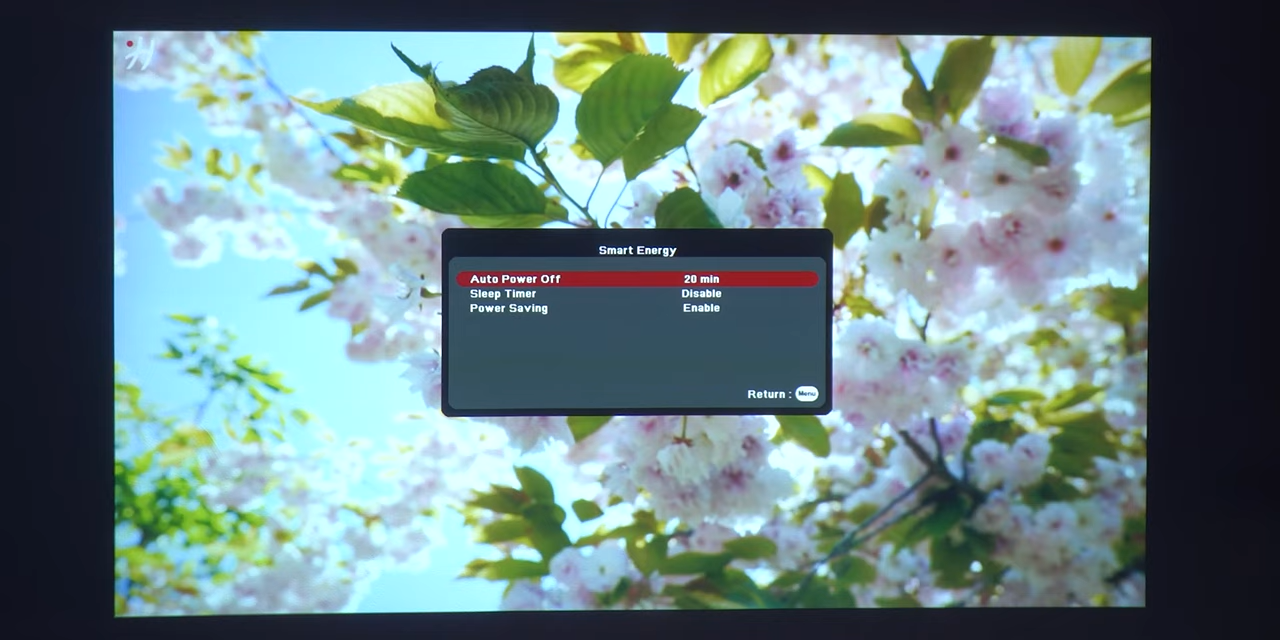 Smart Energy
Auto Power Off 20 min
Sleep Timer Disable
Power Saving Enable
Return : Menu